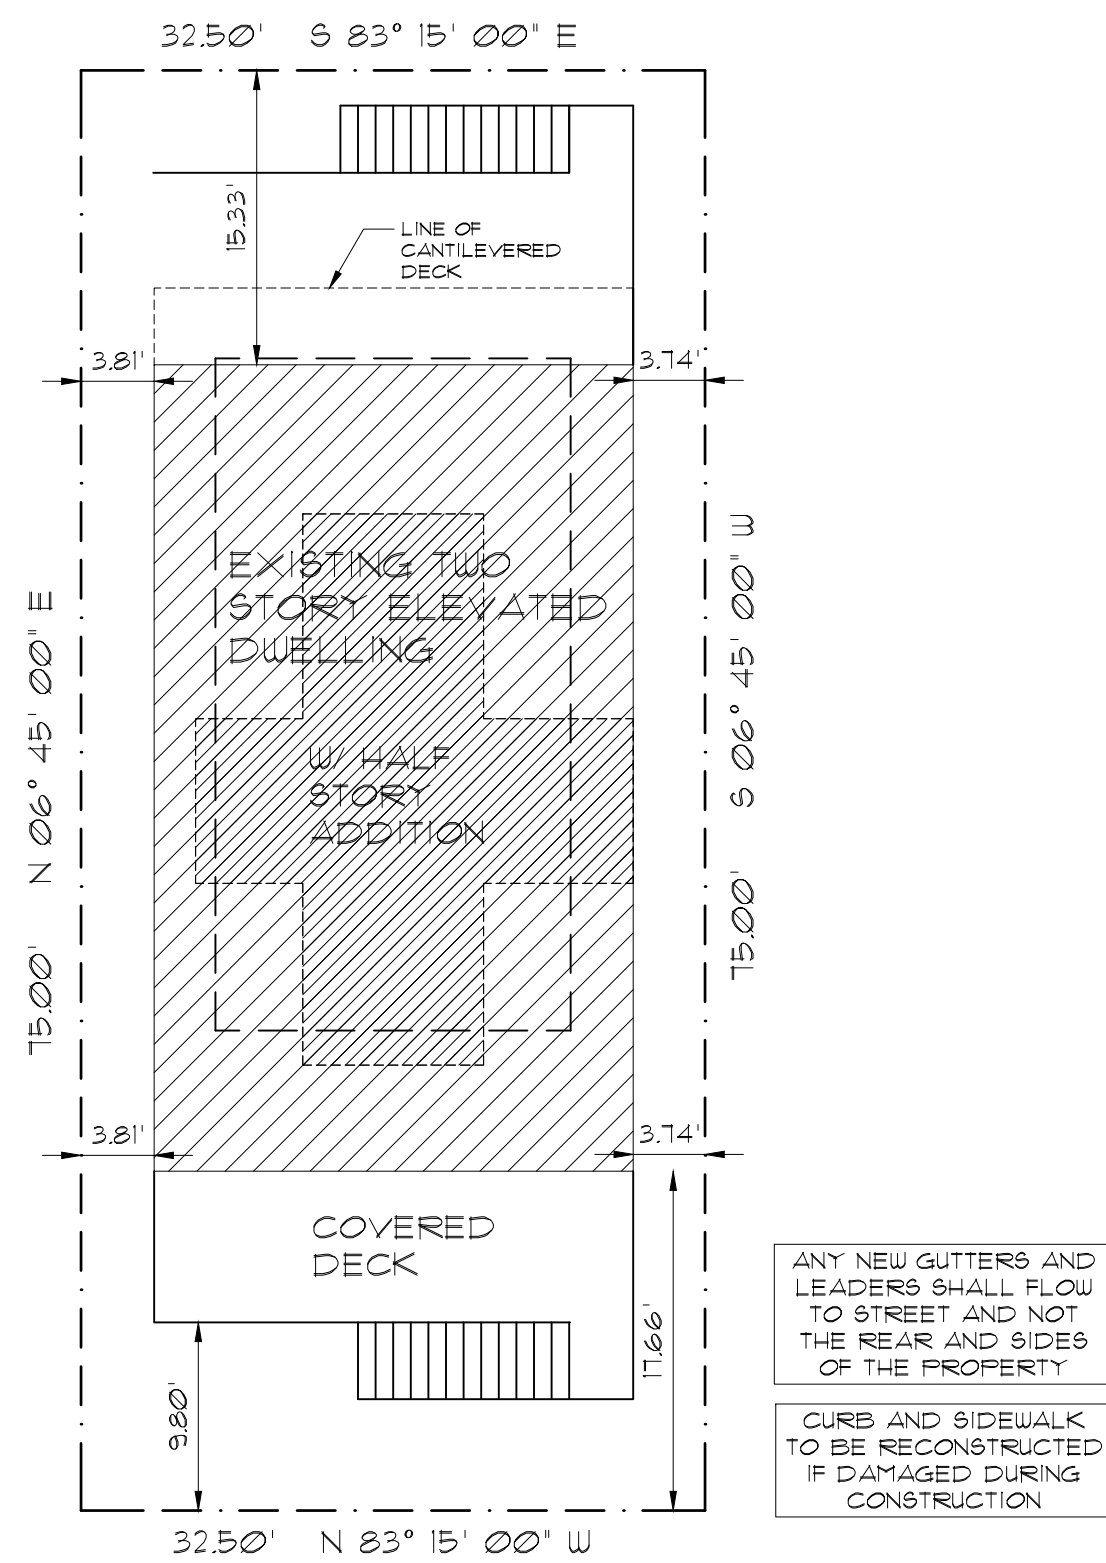 32.50' S 83° 15' 00" E
15.33'
LINE OF
CANTILEVERED
DECK
3.81'
3.74'
EXISTING TWO
STORY ELEVATED
DWELLING
W/ HALF
STORY
ADDITION
75.00' N 06° 45' 00" E
75.00' S 06° 45' 00" W
3.81'
3.74'
COVERED
DECK
9.80'
17.66'
ANY NEW GUTTERS AND
LEADERS SHALL FLOW
TO STREET AND NOT
THE REAR AND SIDES
OF THE PROPERTY
CURB AND SIDEWALK
TO BE RECONSTRUCTED
IF DAMAGED DURING
CONSTRUCTION
32.50' N 83° 15' 00" W